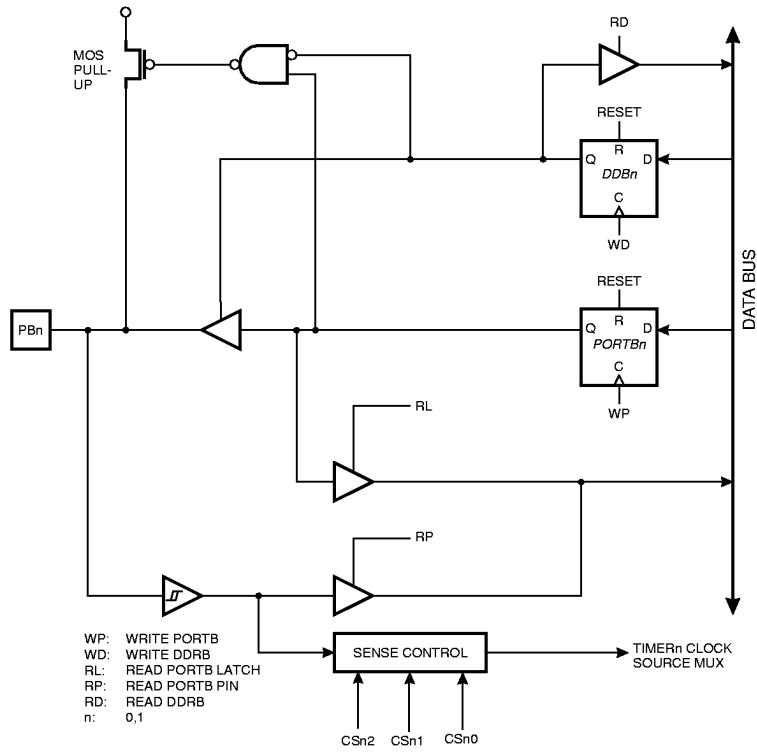 RD
MOS
PULL-
UP
RESET
R
Q
D
DDBn
C
WD
DATA BUS
RESET
R
PBn
Q
D
PORTBn
C
WP
RL
RP
WP: WRITE PORTB
WD: WRITE DDRB
RL: READ PORTB LATCH
RP: READ PORTB PIN
RD: READ DDRB
n: 0,1
SENSE CONTROL
TIMERn CLOCK
SOURCE MUX
CSn2
CSn1
CSn0